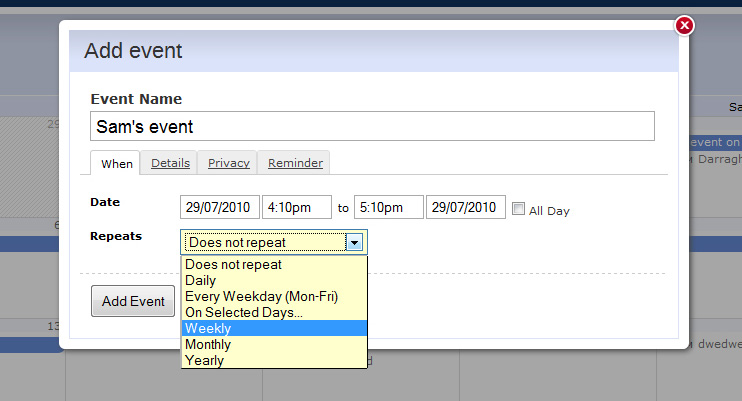 Add event
Event Name
Sam's event
29
Sa
When Details Privacy Reminder
event on
Darragh
Date 29/07/2010 4:10pm to 5:10pm 29/07/2010 All Day
6
Repeats Does not repeat
Does not repeat
Daily
Every Weekday (Mon-Fri)
Add Event
On Selected Days...
Weekly
13
Monthly
dwedwe
Yearly